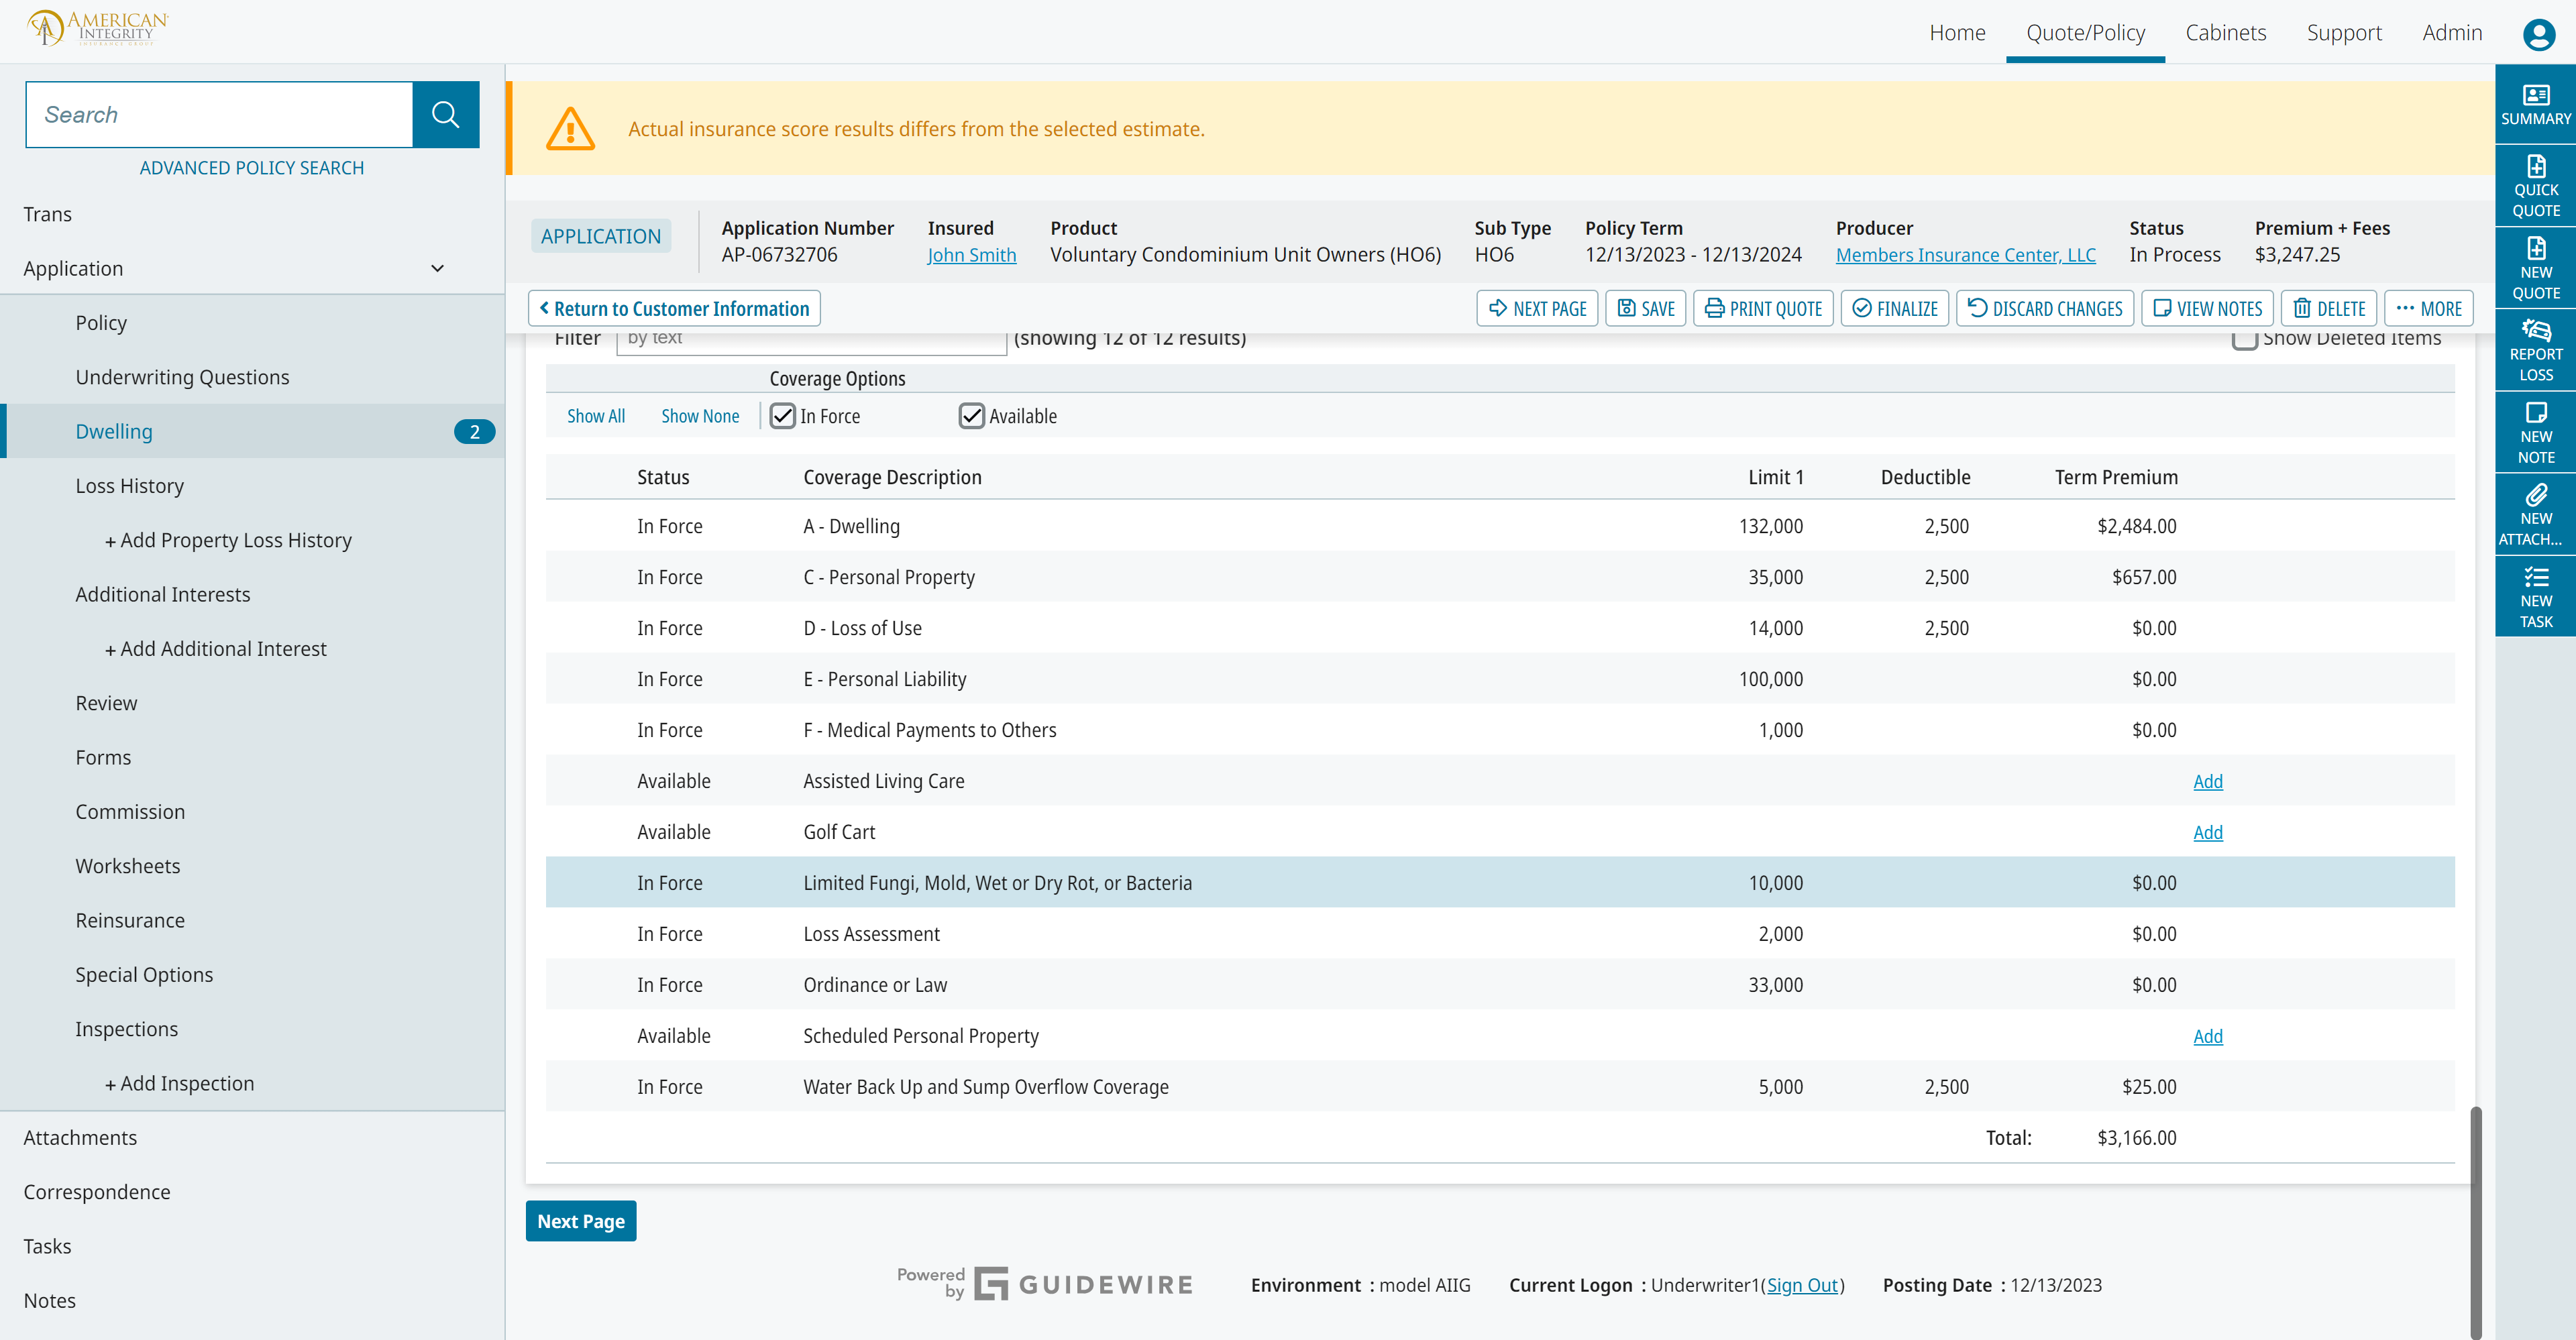 AMERICAN
INTEGRITY
INSURANCE GROUP
Home Quote/Policy Cabinets Support Admin
Search
ADVANCED POLICY SEARCH
Trans
Application
Policy
Underwriting Questions
Dwelling 2
Loss History
+ Add Property Loss History
Additional Interests
+ Add Additional Interest
Review
Forms
Commission
Worksheets
Reinsurance
Special Options
Inspections
+ Add Inspection
Attachments
Correspondence
Tasks
Notes
Actual insurance score results differs from the selected estimate.
APPLICATION
Application Number Insured Product Sub Type Policy Term Producer Status Premium + Fees
AP-06732706 John Smith Voluntary Condominium Unit Owners (HO6) HO6 12/13/2023 - 12/13/2024 Members Insurance Center, LLC In Process $3,247.25
Return to Customer Information NEXT PAGE SAVE PRINT QUOTE FINALIZE DISCARD CHANGES VIEW NOTES DELETE ··· MORE
Filter by text (showing 12 of 12 results) Show Deleted Items
Coverage Options
Show All Show None In Force Available
Status Coverage Description Limit 1 Deductible Term Premium
In Force A - Dwelling 132,000 2,500 $2,484.00
In Force C - Personal Property 35,000 2,500 $657.00
In Force D - Loss of Use 14,000 2,500 $0.00
In Force E - Personal Liability 100,000 $0.00
In Force F - Medical Payments to Others 1,000 $0.00
Available Assisted Living Care Add
Available Golf Cart Add
In Force Limited Fungi, Mold, Wet or Dry Rot, or Bacteria 10,000 $0.00
In Force Loss Assessment 2,000 $0.00
In Force Ordinance or Law 33,000 $0.00
Available Scheduled Personal Property Add
In Force Water Back Up and Sump Overflow Coverage 5,000 2,500 $25.00
Total: $3,166.00
Next Page
Powered by GUIDEWIRE Environment : model AIIG Current Logon : Underwriter1(Sign Out) Posting Date : 12/13/2023
SUMMARY
QUICK
QUOTE
NEW
QUOTE
REPORT
LOSS
NEW
NOTE
NEW
ATTACH...
NEW
TASK